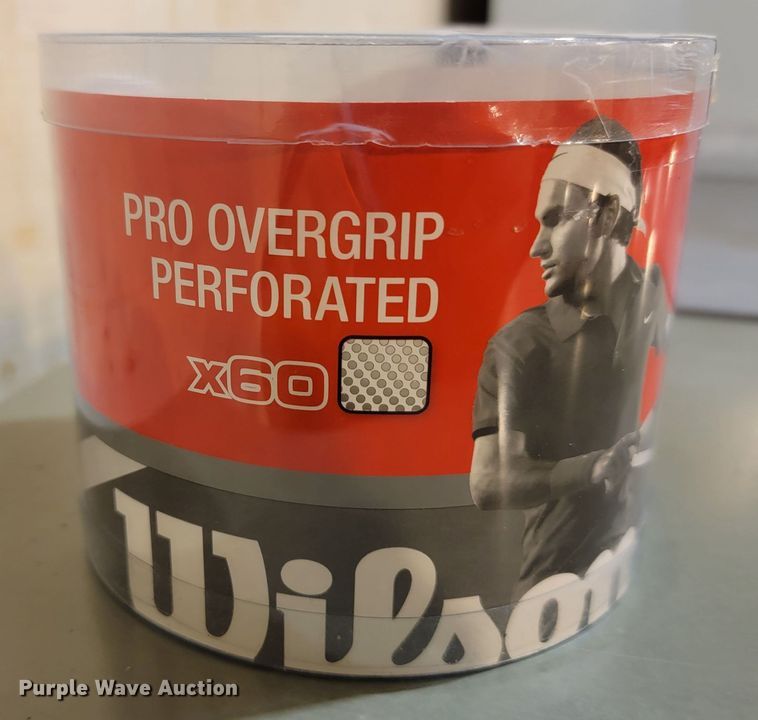 PRO OVERGRIP
PERFORATED
x60
Wilson
Purple Wave Auction